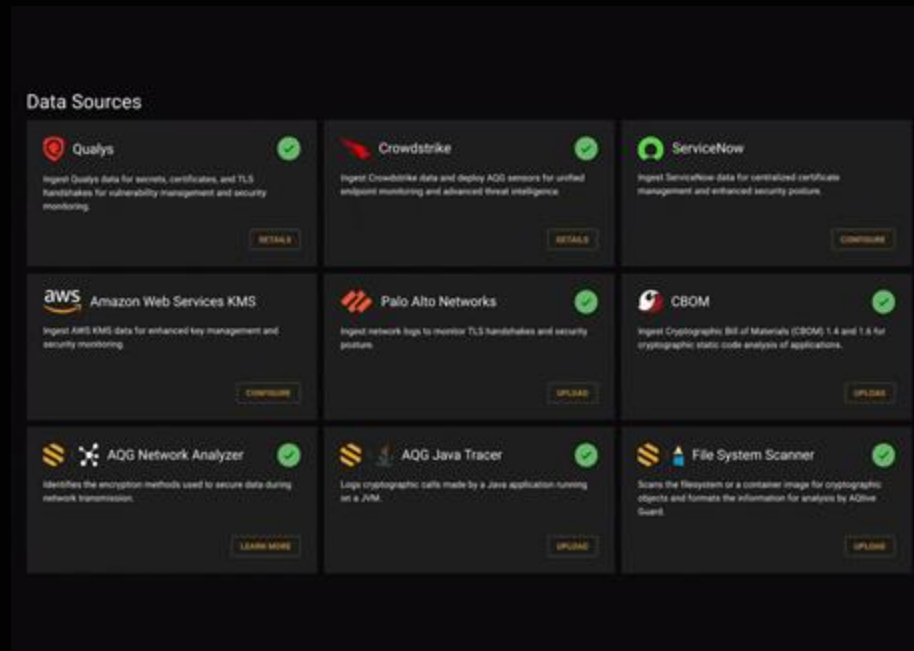 Data Sources
Qualys
Ingest Qualys data for secrets, certificates, and TLS
handshakes for vulnerability management and security
monitoring.
DETAILS
Crowdstrike
Ingest Crowdstrike data and deploy AQG sensors for unified
endpoint monitoring and advanced threat intelligence.
DETAILS
ServiceNow
Ingest ServiceNow data for centralized certificate
management and enhanced security posture.
CONFIGURE
aws Amazon Web Services KMS
Ingest AWS KMS data for enhanced key management and
security monitoring.
CONFIGURE
Palo Alto Networks
Ingest network logs to monitor TLS handshakes and security
posture.
UPLOAD
CBOM
Ingest Cryptographic Bill of Materials (CBOM) 1.4 and 1.6 for
cryptographic static code analysis of applications.
UPLOAD
AQG Network Analyzer
Identifies the encryption methods used to secure data during
network transmission.
LEARN MORE
AQG Java Tracer
Logs cryptographic calls made by a Java application running
on a JVM.
UPLOAD
File System Scanner
Scans the filesystem or a container image for cryptographic
objects and formats the information for analysis by AQtive
Guard.
UPLOAD